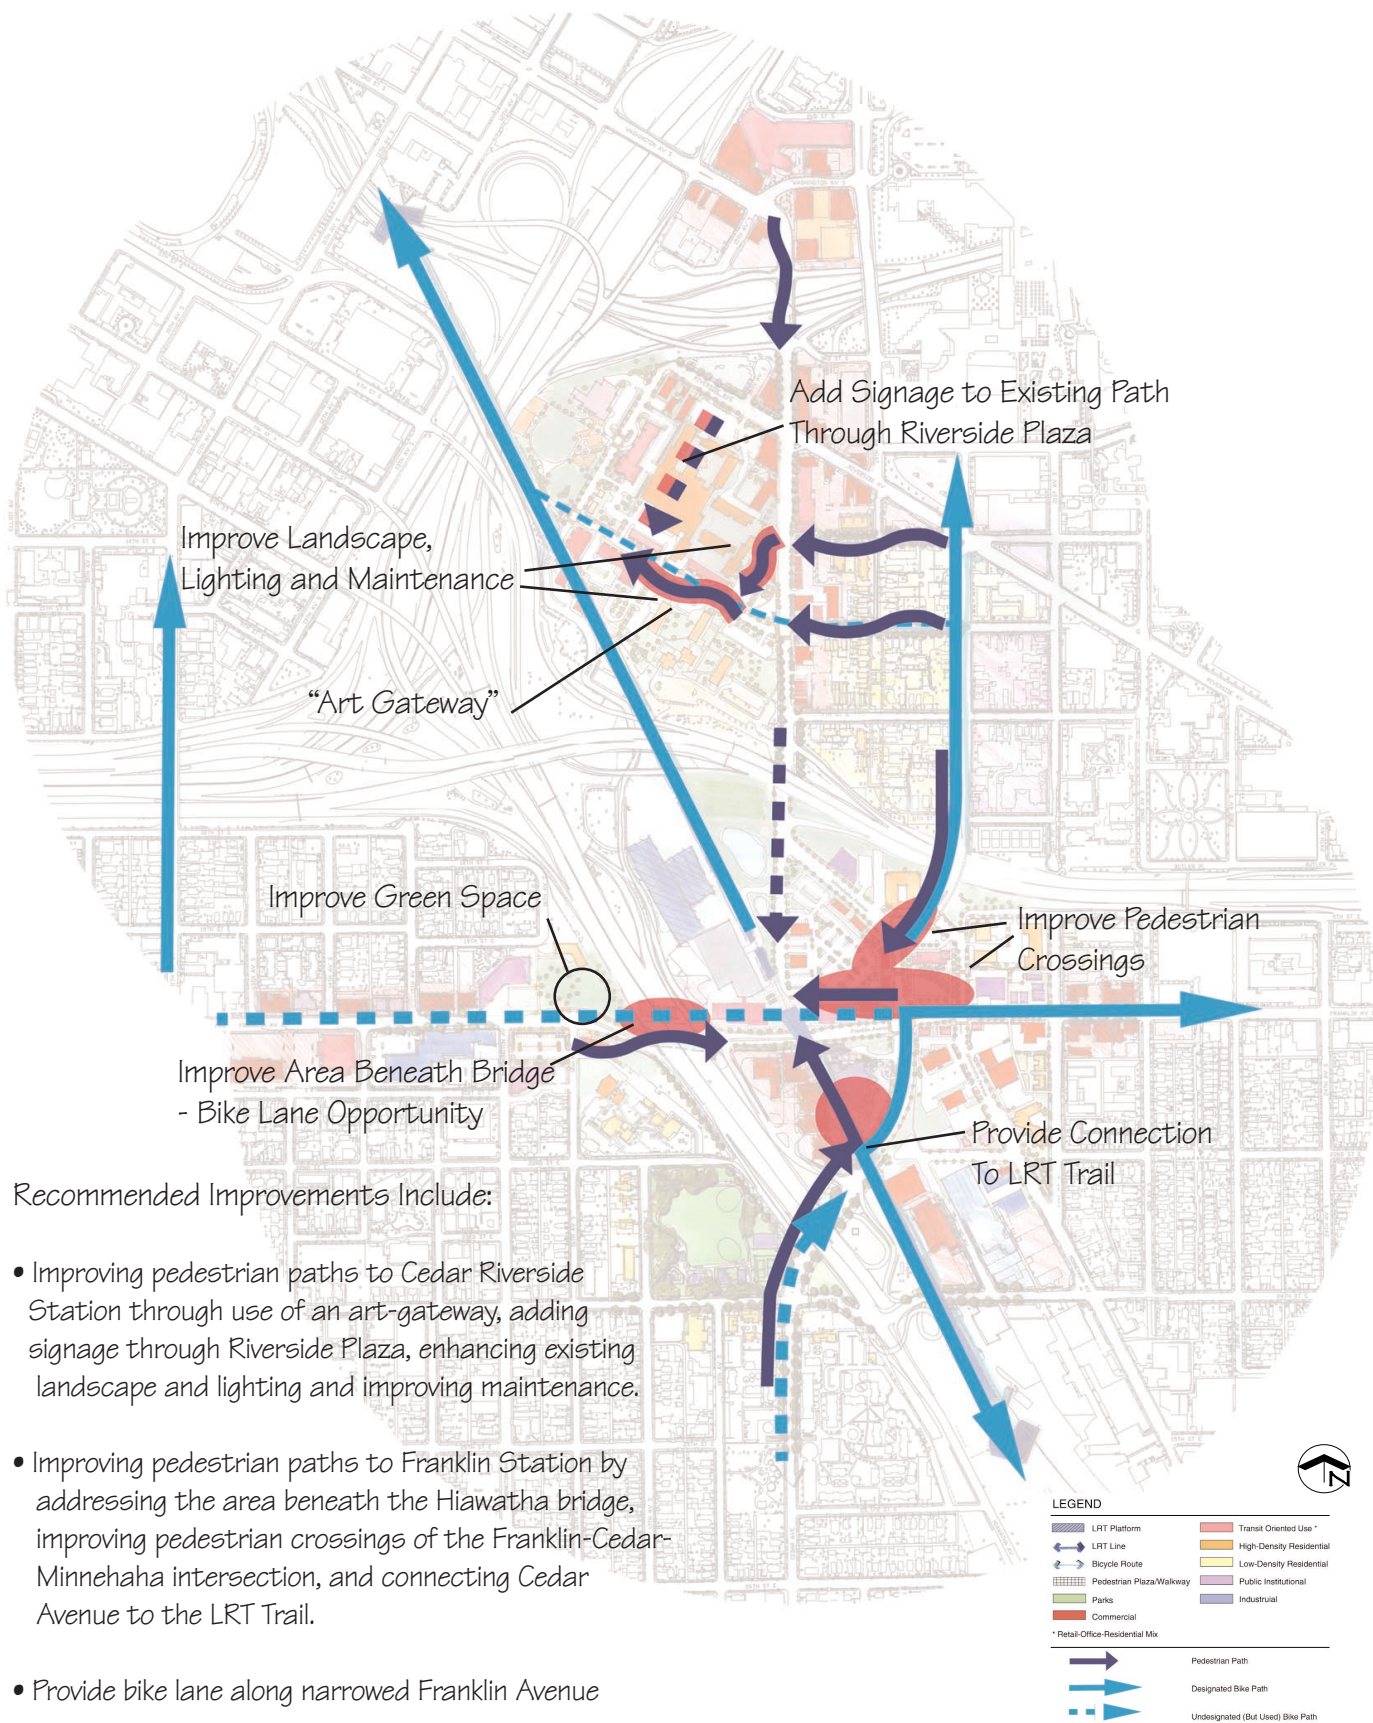 Add Signage to Existing Path
Through Riverside Plaza
Improve Landscape,
Lighting and Maintenance
“Art Gateway”
Improve Green Space
Improve Pedestrian
Crossings
Improve Area Beneath Bridge
- Bike Lane Opportunity
Provide Connection
To LRT Trail
Recommended Improvements Include:
• Improving pedestrian paths to Cedar Riverside
Station through use of an art-gateway, adding
signage through Riverside Plaza, enhancing existing
landscape and lighting and improving maintenance.
• Improving pedestrian paths to Franklin Station by
addressing the area beneath the Hiawatha bridge,
improving pedestrian crossings of the Franklin-Cedar-
Minnehaha intersection, and connecting Cedar
Avenue to the LRT Trail.
• Provide bike lane along narrowed Franklin Avenue
N
LEGEND
LRT Platform
LRT Line
Bicycle Route
Pedestrian Plaza/Walkway
Parks
Commercial
Transit Oriented Use *
High-Density Residential
Low-Density Residential
Public Institutional
Industruial
* Retail-Office-Residential Mix
Pedestrian Path
Designated Bike Path
Undesignated (But Used) Bike Path